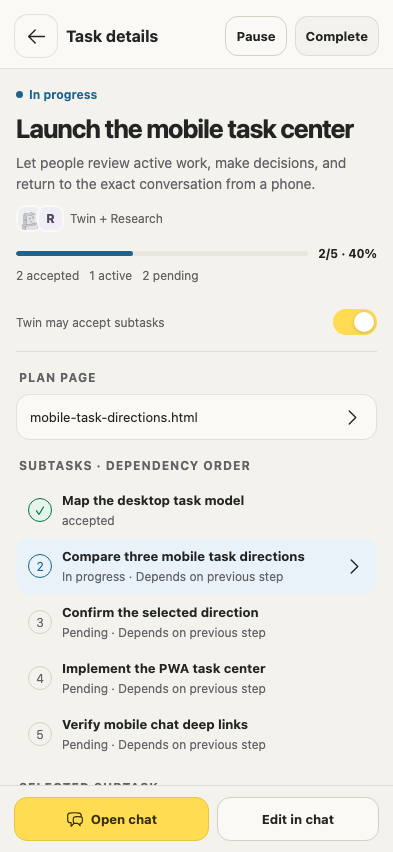 Task details
Pause
Complete
In progress
Launch the mobile task center
Let people review active work, make decisions, and
return to the exact conversation from a phone.
R
Twin + Research
2/5 · 40%
2 accepted 1 active 2 pending
Twin may accept subtasks
PLAN PAGE
mobile-task-directions.html
SUBTASKS · DEPENDENCY ORDER
Map the desktop task model
accepted
2
Compare three mobile task directions
In progress · Depends on previous step
3
Confirm the selected direction
Pending · Depends on previous step
4
Implement the PWA task center
Pending · Depends on previous step
5
Verify mobile chat deep links
Pending · Depends on previous step
SELECTED SUBTASK
Open chat
Edit in chat